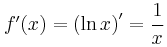 f′(x) = (ln x)′ = 1/x